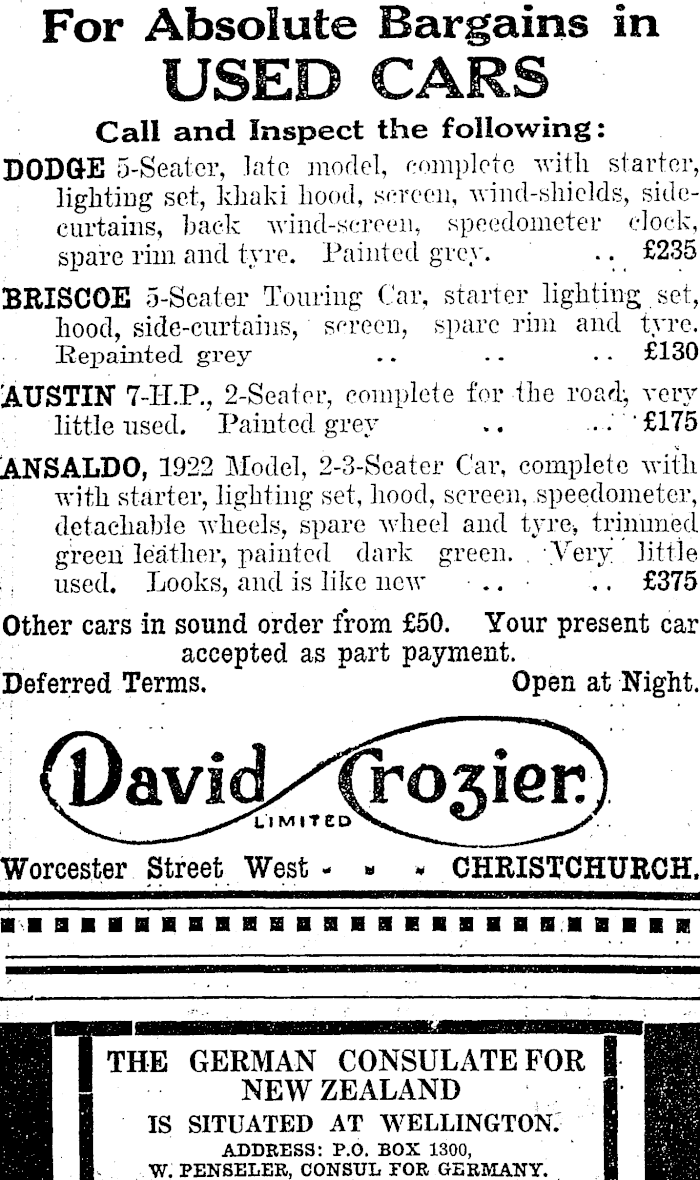 For Absolute Bargains in
USED CARS
Call and Inspect the following:
DODGE 5-Seater, late model, complete with starter,
lighting set, khaki hood, screen, wind-shields, side-
curtains, back wind-screen, speedometer clock,
spare rim and tyre. Painted grey. .. £235
BRISCOE 5-Seater Touring Car, starter lighting set,
hood, side-curtains, screen, spare rim and tyre.
Repainted grey .. .. .. £130
AUSTIN 7-H.P., 2-Seater, complete for the road, very
little used. Painted grey .. .. £175
ANSALDO, 1922 Model, 2-3-Seater Car, complete with
with starter, lighting set, hood, screen, speedometer,
detachable wheels, spare wheel and tyre, trimmed
green leather, painted dark green. Very little
used. Looks, and is like new .. .. £375
Other cars in sound order from £50. Your present car
accepted as part payment.
Deferred Terms. Open at Night.
David Crozier.
LIMITED
Worcester Street West - - - CHRISTCHURCH.
THE GERMAN CONSULATE FOR
NEW ZEALAND
IS SITUATED AT WELLINGTON.
ADDRESS: P.O. BOX 1300,
W. PENSELER, CONSUL FOR GERMANY.